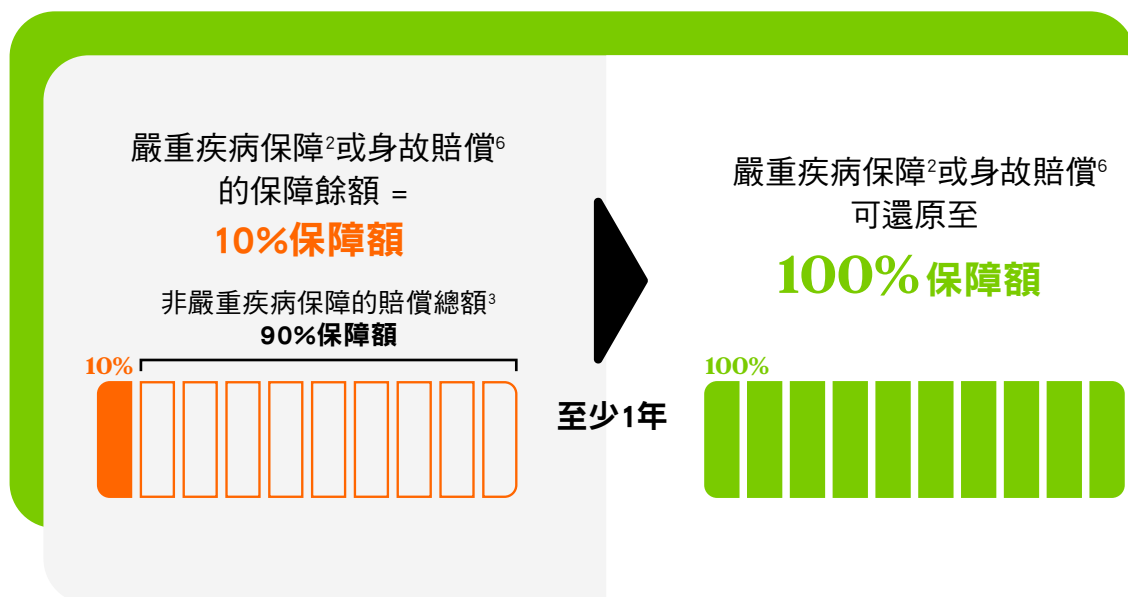 嚴重疾病保障²或身故賠償⁶
的保障餘額 =
10%保障額
非嚴重疾病保障的賠償總額³
90%保障額
10%
至少1年
嚴重疾病保障²或身故賠償⁶
可還原至
100%保障額
100%